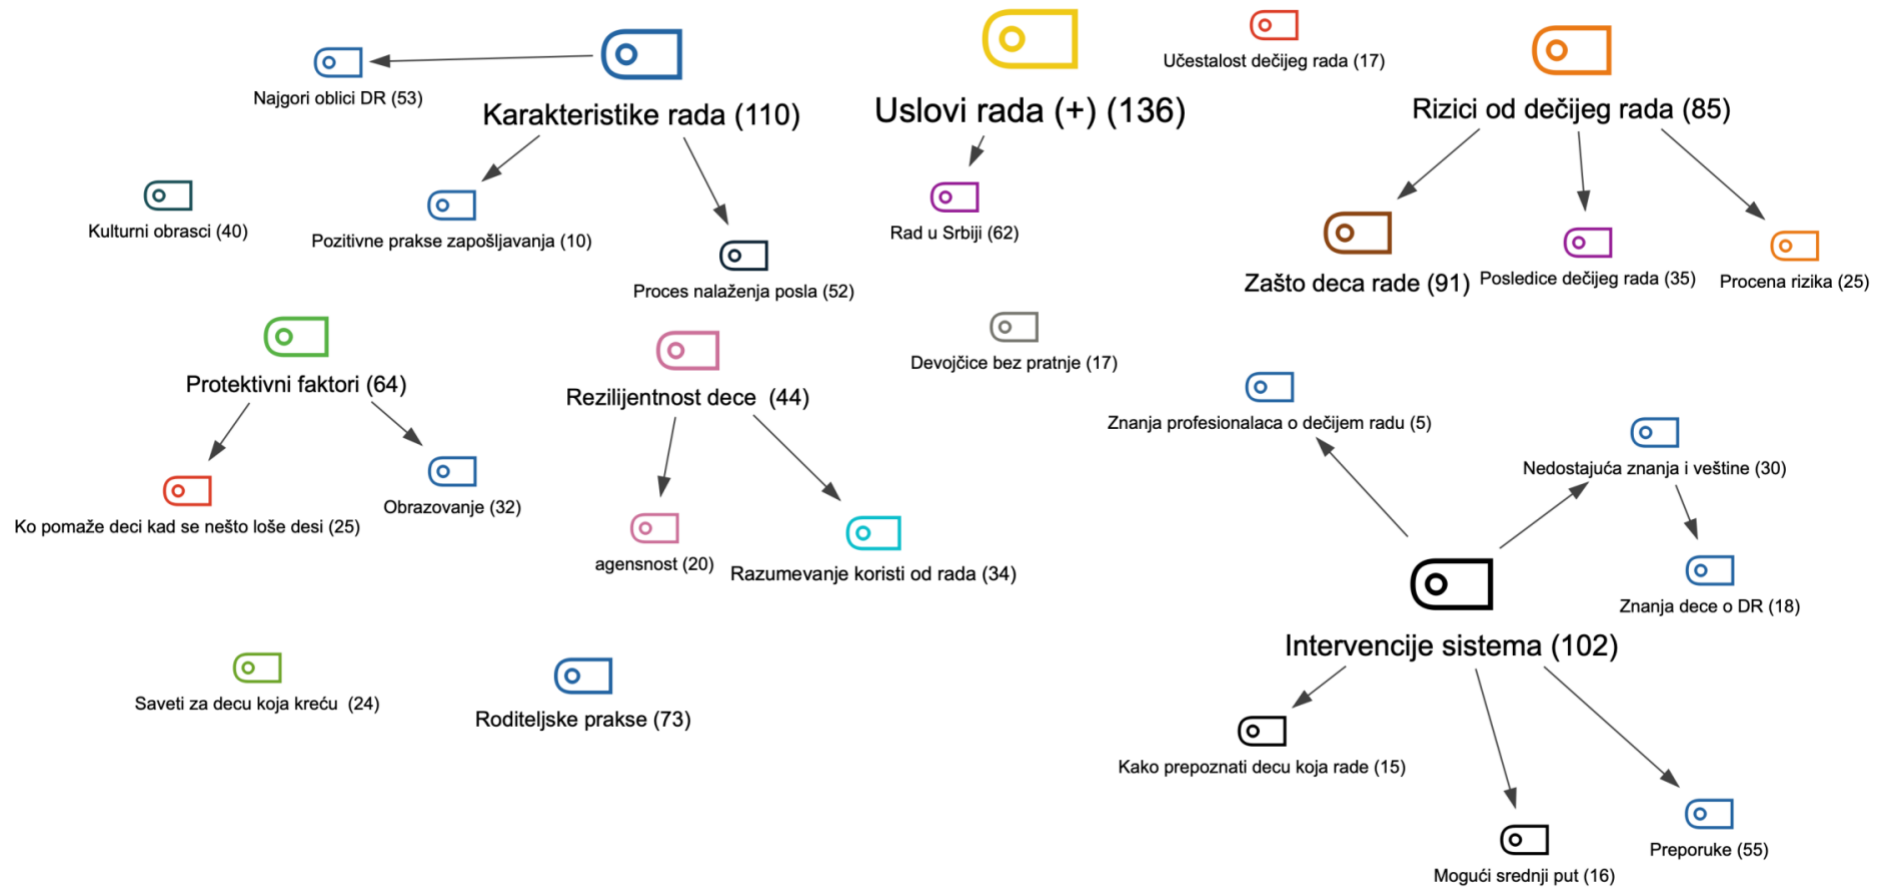 Učestalost dečijeg rada (17)
Najgori oblici DR (53)
Karakteristike rada (110)
Uslovi rada (+) (136)
Rizici od dečijeg rada (85)
Kulturni obrasci (40)
Pozitivne prakse zapošljavanja (10)
Rad u Srbiji (62)
Proces nalaženja posla (52)
Zašto deca rade (91)
Posledice dečijeg rada (35)
Procena rizika (25)
Devojčice bez pratnje (17)
Protektivni faktori (64)
Rezilijentnost dece (44)
Znanja profesionalaca o dečijem radu (5)
Nedostajuća znanja i veštine (30)
Ko pomaže deci kad se nešto loše desi (25)
Obrazovanje (32)
agensnost (20)
Razumevanje koristi od rada (34)
Znanja dece o DR (18)
Intervencije sistema (102)
Saveti za decu koja kreću (24)
Roditeljske prakse (73)
Kako prepoznati decu koja rade (15)
Preporuke (55)
Mogući srednji put (16)